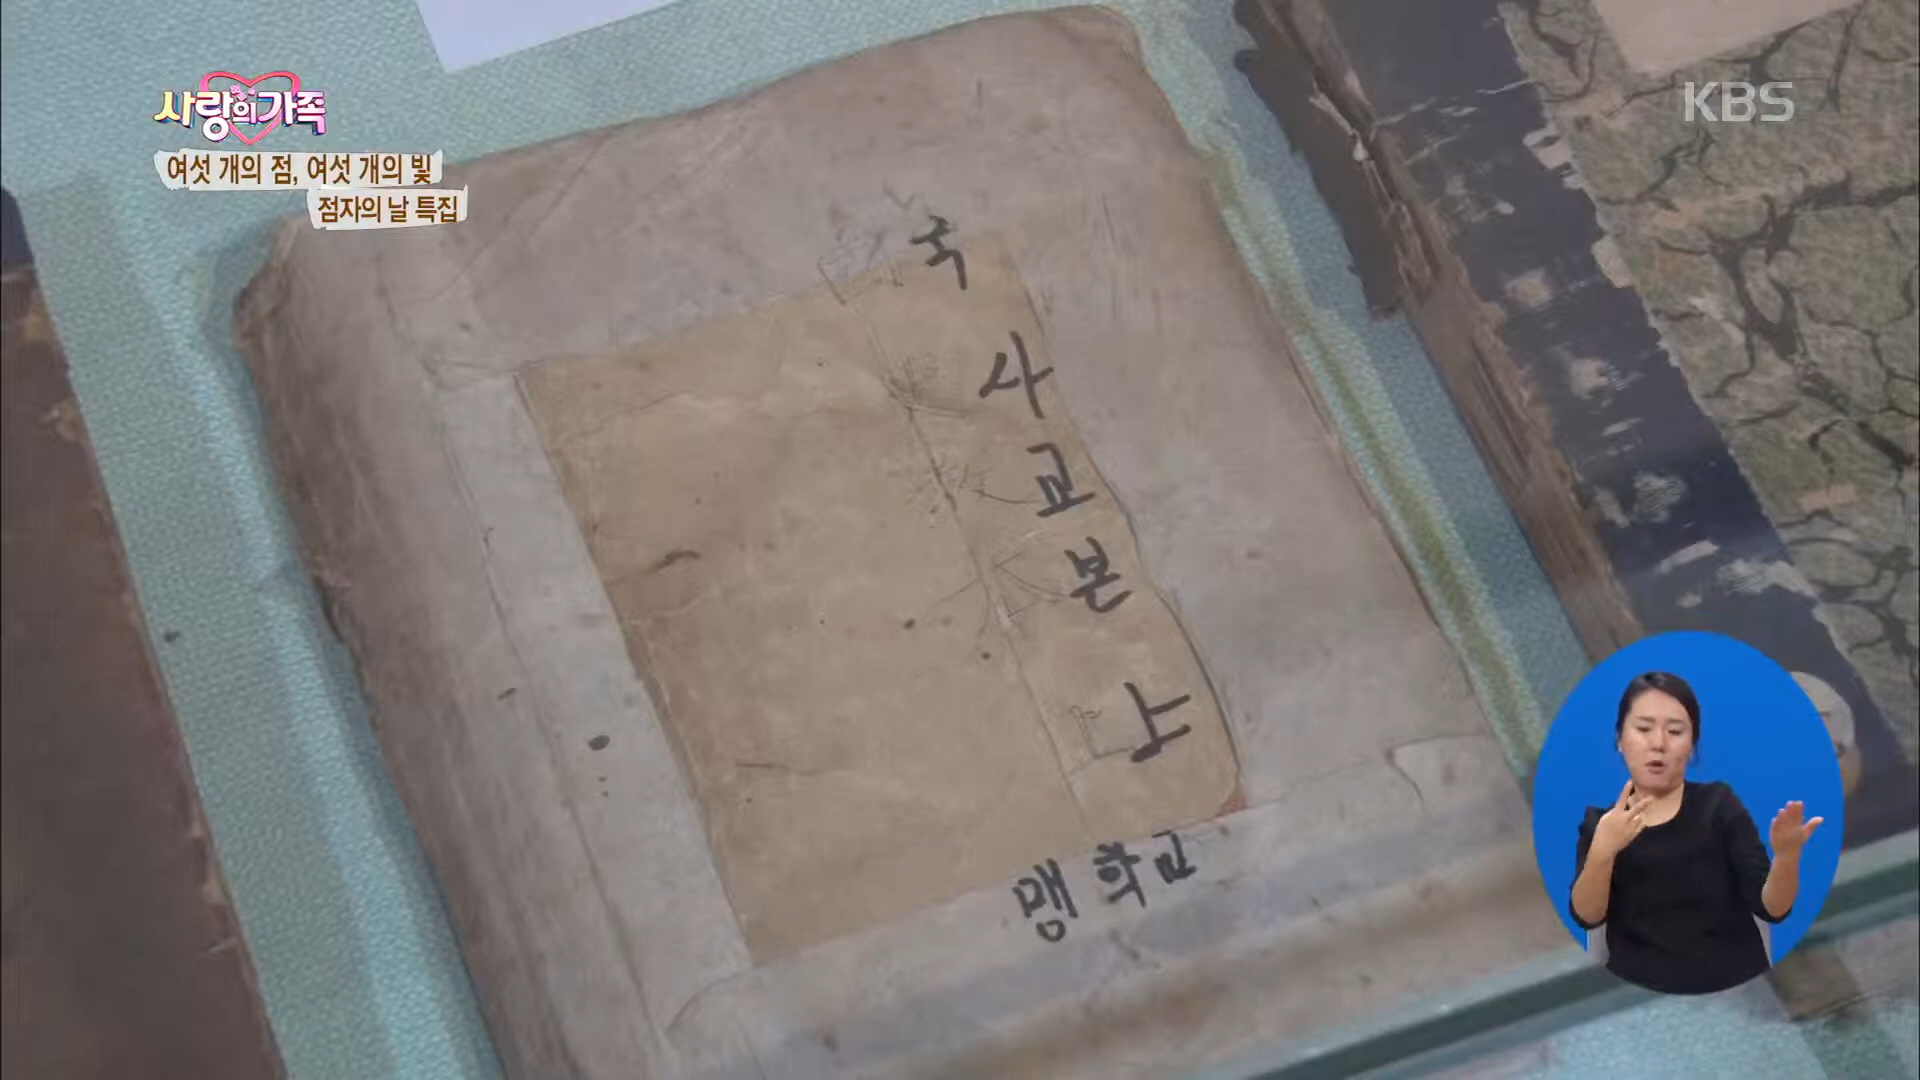 사랑의 가족
KBS
여섯 개의 점, 여섯 개의 빛
점자의 날 특집
국사교본
맹학교